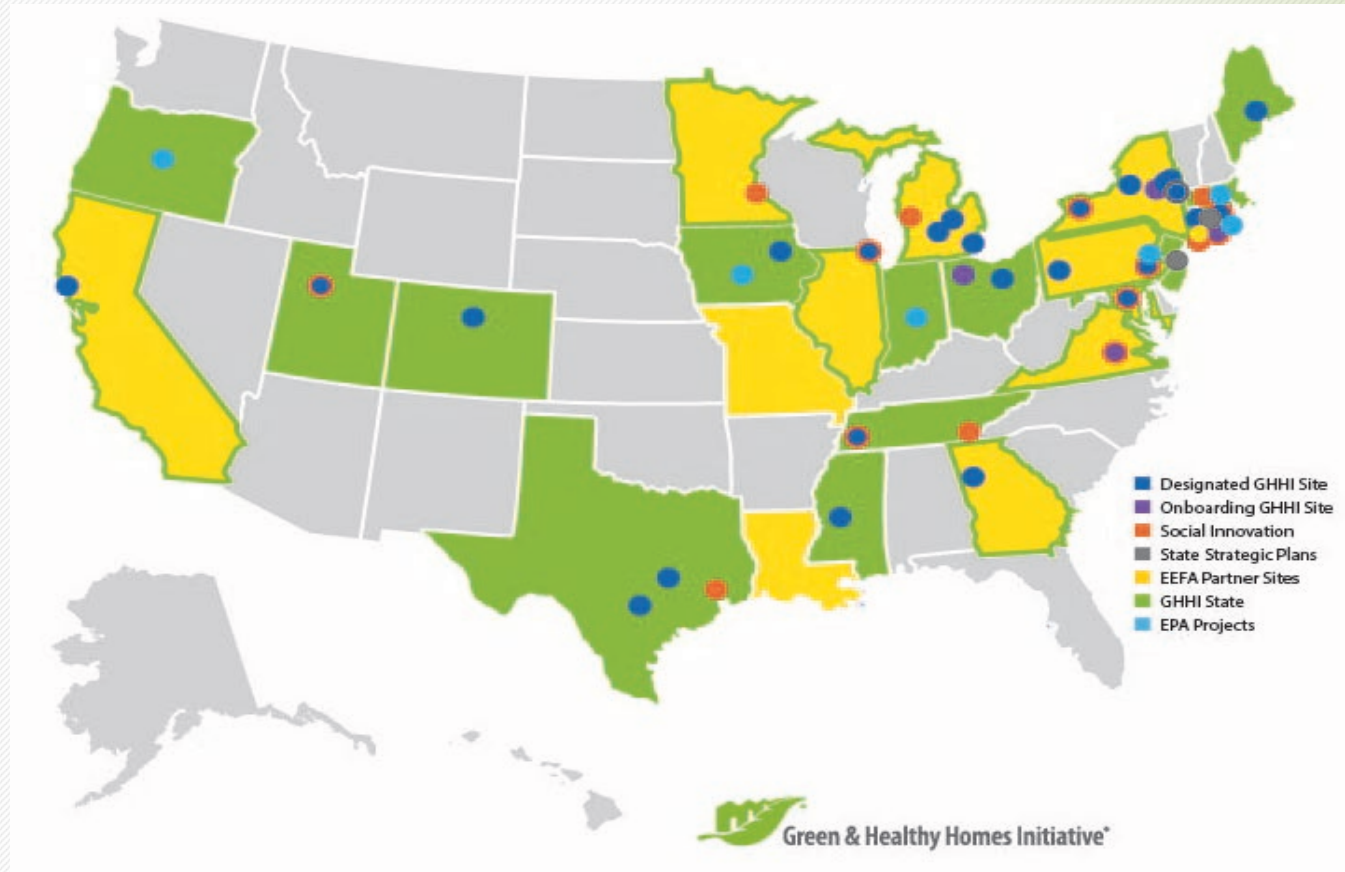 Designated GHHI Site
Onboarding GHHI Site
Social Innovation
State Strategic Plans
EEFA Partner Sites
GHHI State
EPA Projects
Green & Healthy Homes Initiative®